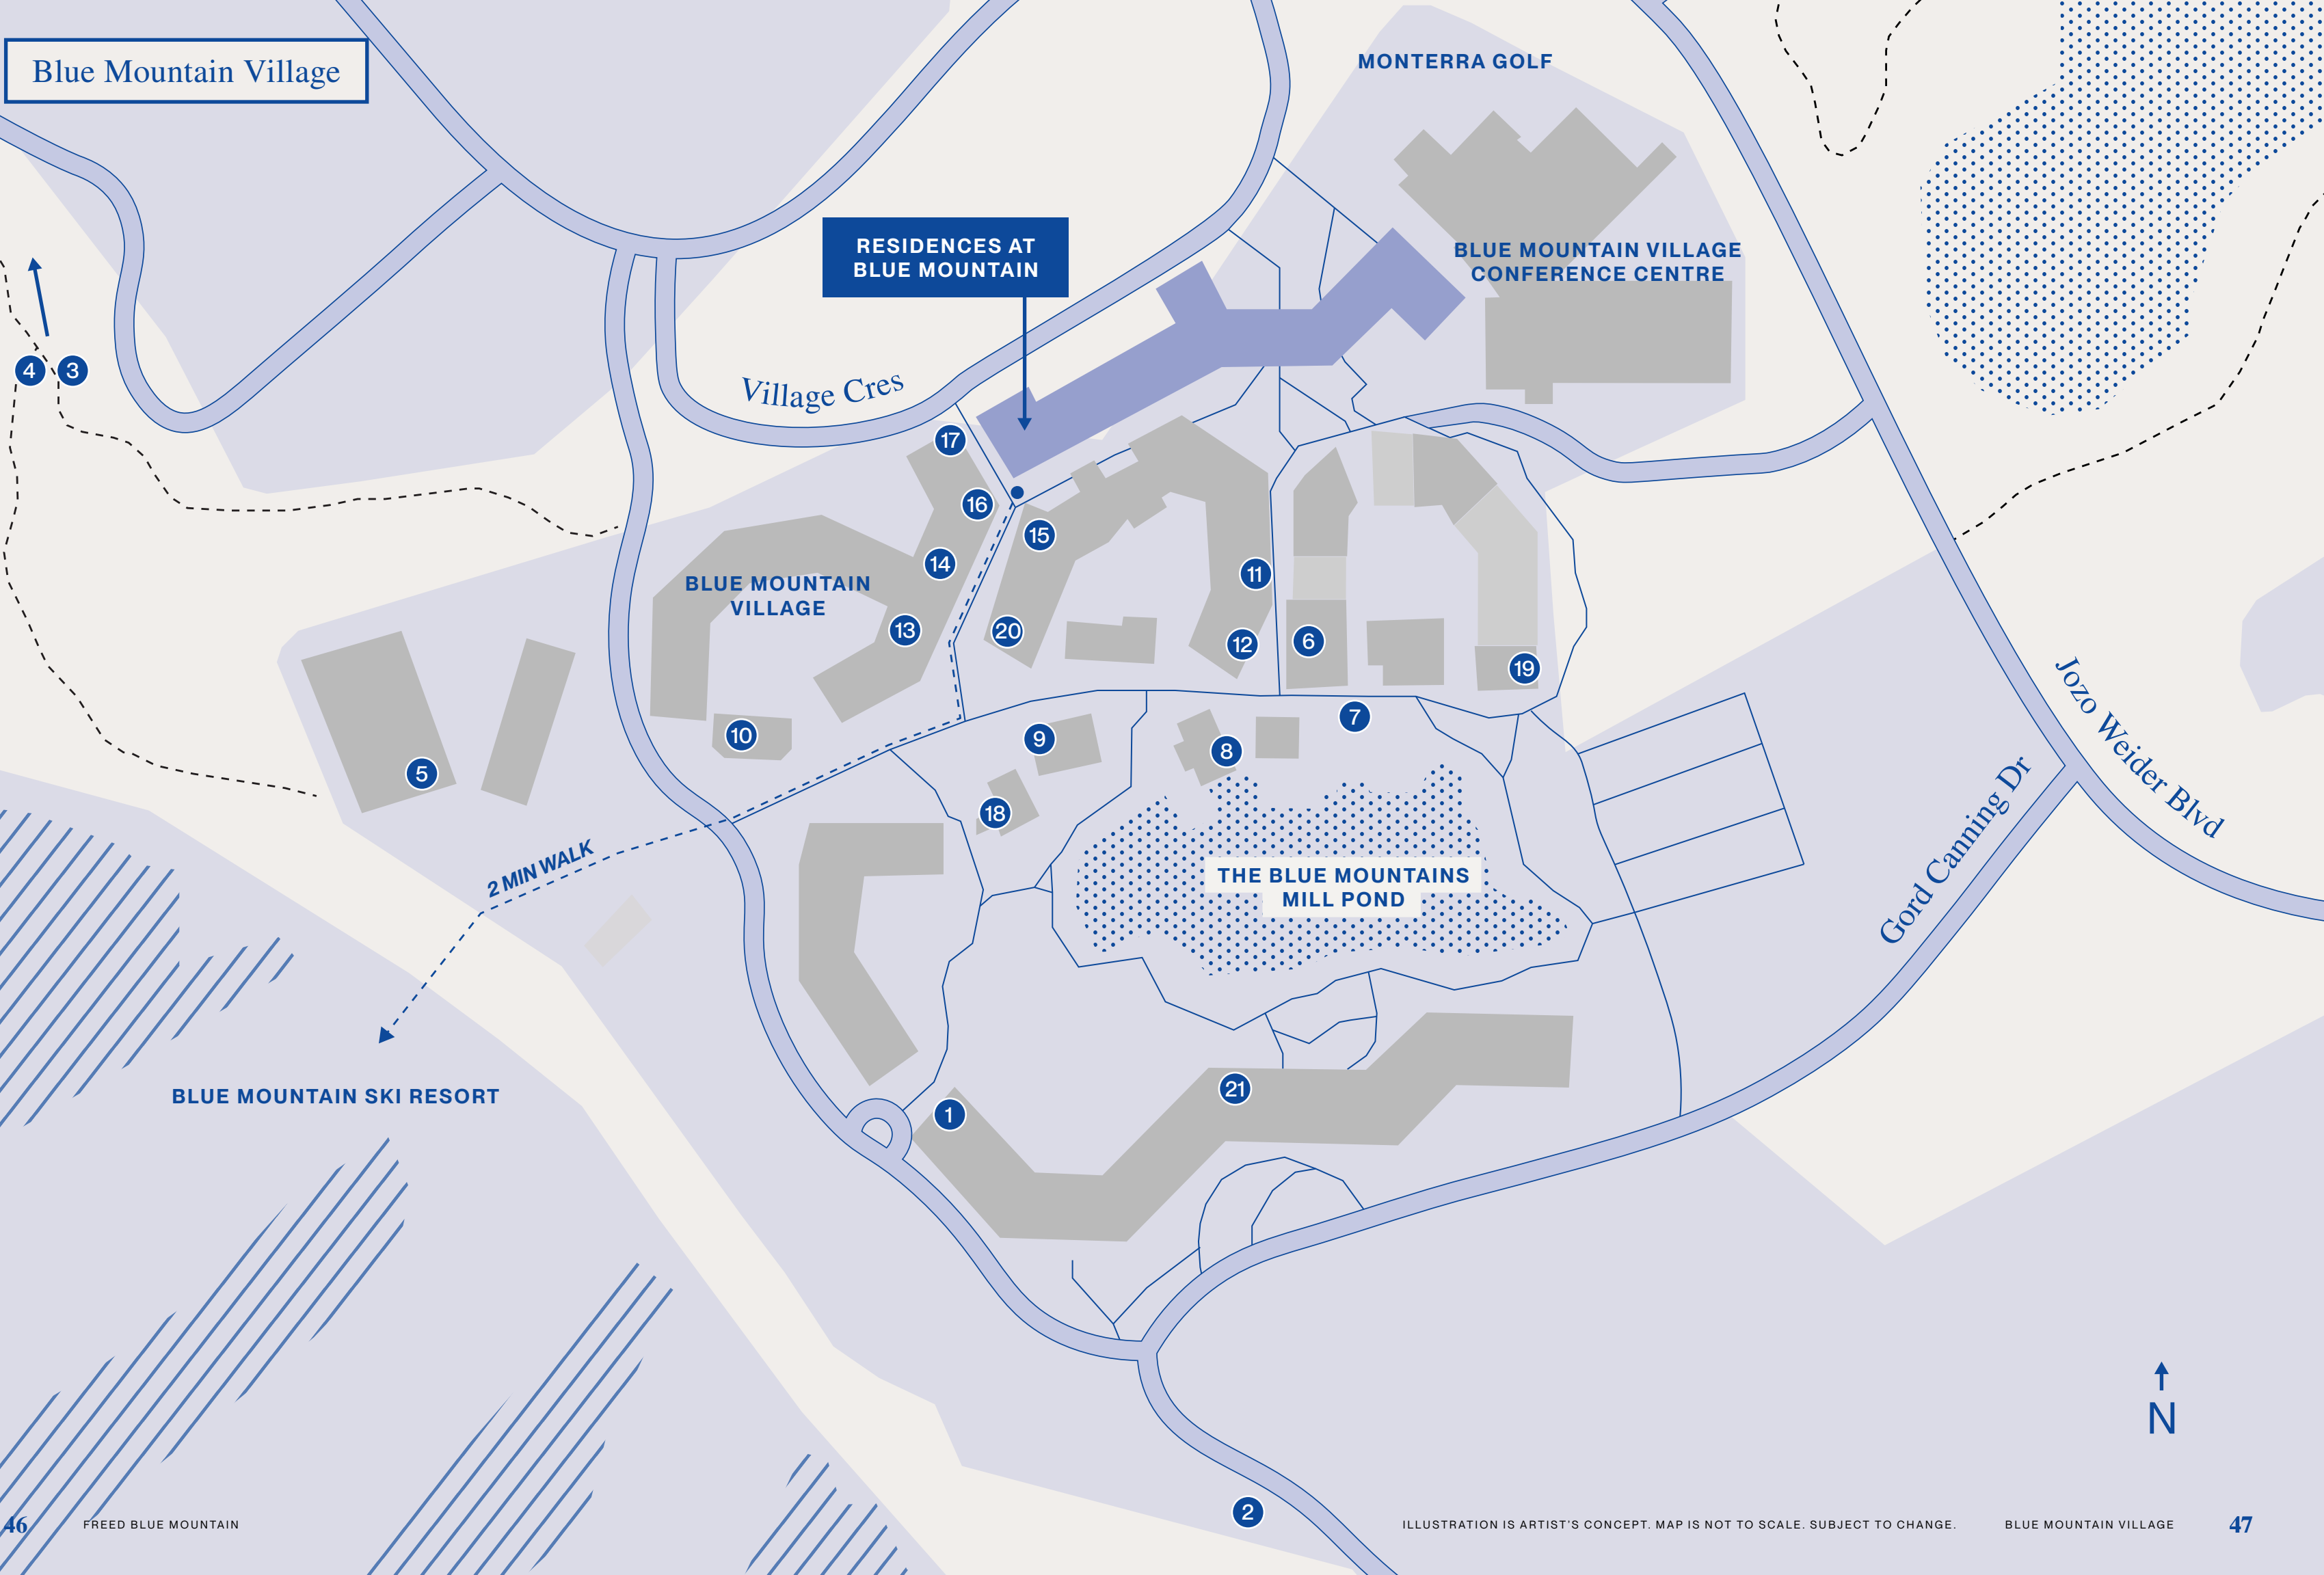 Blue Mountain Village
MONTERRA GOLF
RESIDENCES AT
BLUE MOUNTAIN
BLUE MOUNTAIN VILLAGE
CONFERENCE CENTRE
4
3
Village Cres
17
16
15
14
BLUE MOUNTAIN
VILLAGE
13
20
11
12
6
19
Jozo Weider Blvd
Gord Canning Dr
10
9
8
7
5
18
2 MIN WALK
THE BLUE MOUNTAINS
MILL POND
BLUE MOUNTAIN SKI RESORT
21
1
N
2
46
FREED BLUE MOUNTAIN
ILLUSTRATION IS ARTIST'S CONCEPT. MAP IS NOT TO SCALE. SUBJECT TO CHANGE.
BLUE MOUNTAIN VILLAGE
47